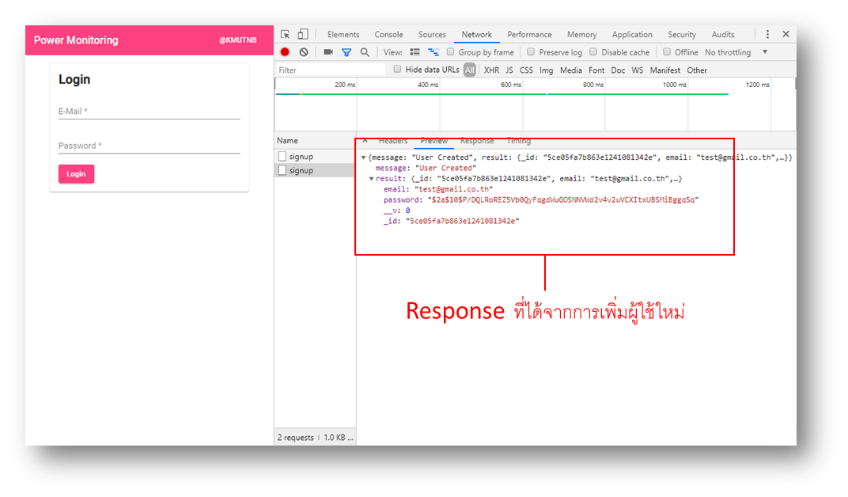 Power Monitoring @KMUTNB
Login
E-Mail *
Password *
Login
Elements Console Sources Network Performance Memory Application Security Audits
View: Group by frame Preserve log Disable cache Offline No throttling
Filter Hide data URLs All XHR JS CSS Img Media Font Doc WS Manifest Other
200 ms 400 ms 600 ms 800 ms 1000 ms 1200 ms
Name Headers Preview Response Timing
signup
signup
{message: "User Created", result: {_id: "5ce05fa7b863e1241081342e", email: "test@gmail.co.th",…}}
message: "User Created"
result: {_id: "5ce05fa7b863e1241081342e", email: "test@gmail.co.th",…}
email: "test@gmail.co.th"
password:
__v: 0
_id: "5ce05fa7b863e1241081342e"
Response ที่ได้จากการเพิ่มผู้ใช้ใหม่
2 requests 1.0 KB ...